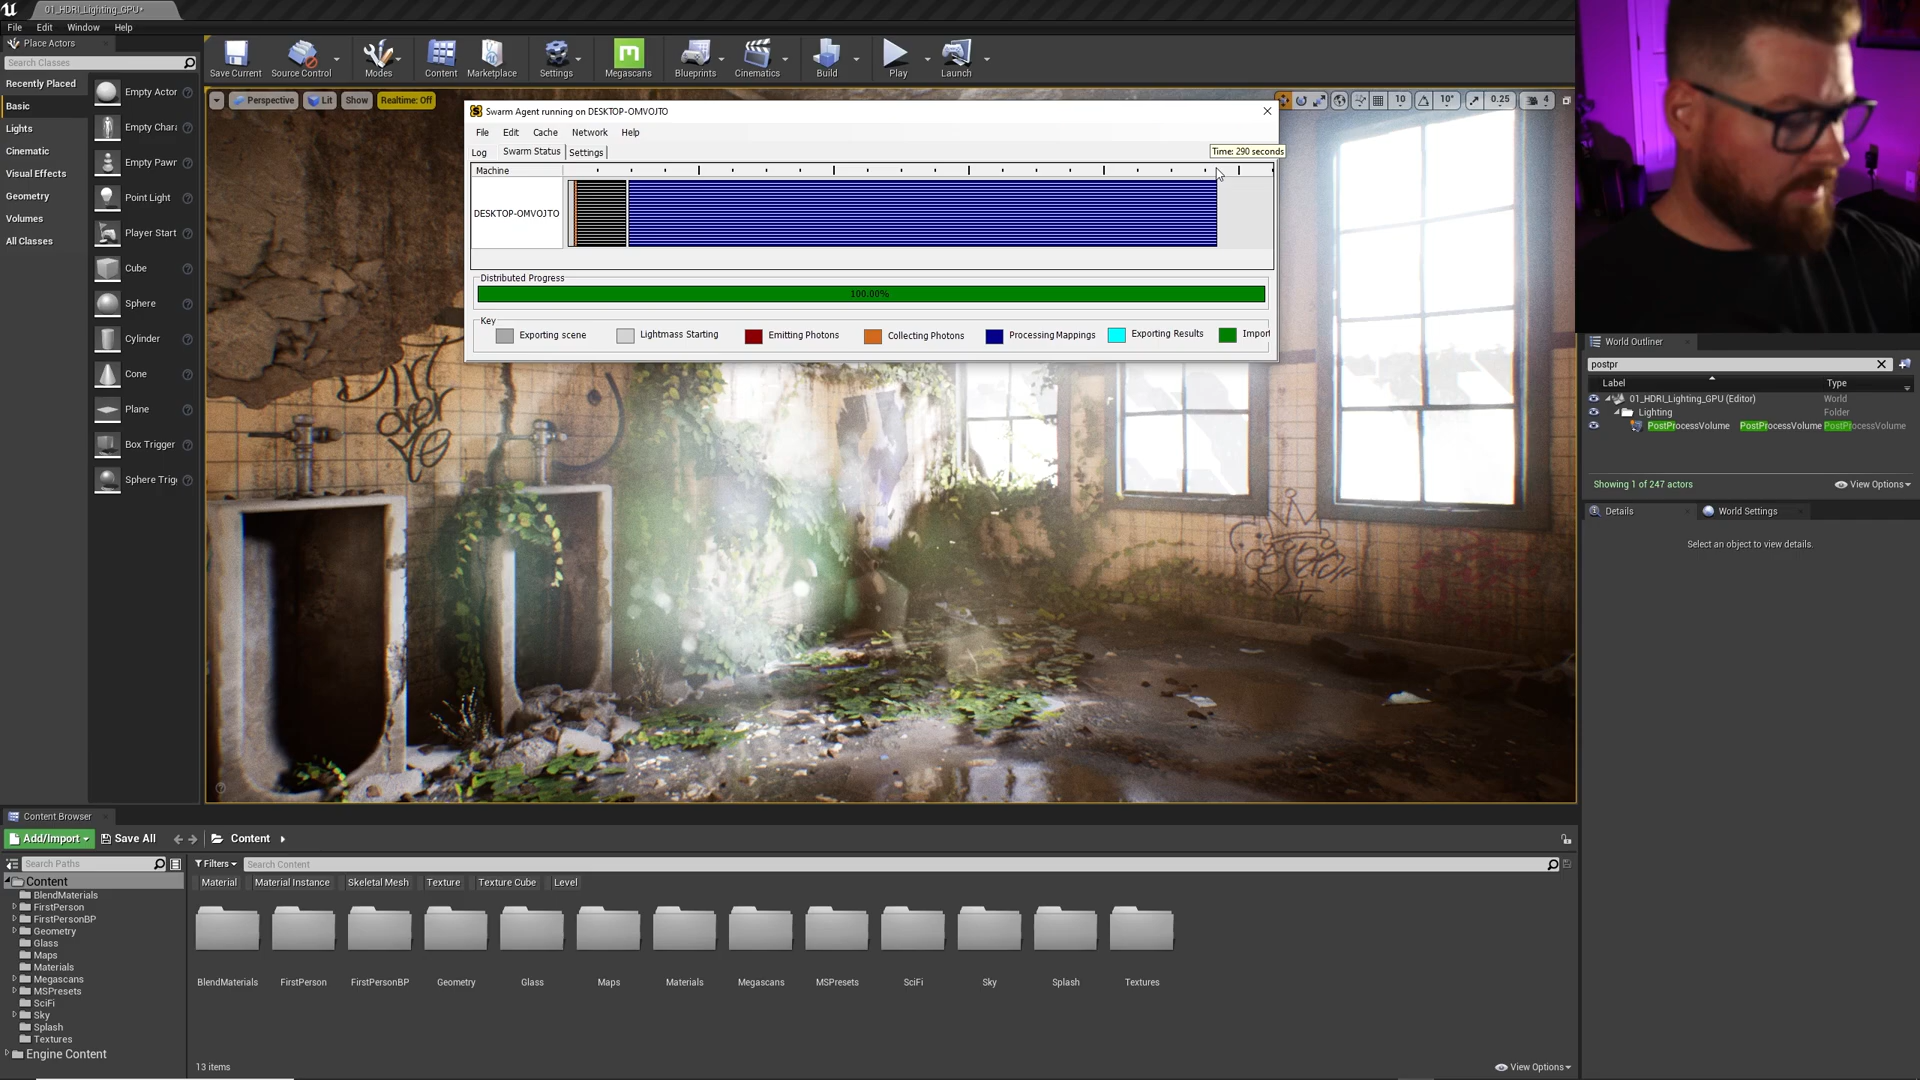 01_HDRI_Lighting_GPU•
File Edit Window Help
Place Actors
Search Classes
Recently Placed
Basic
Lights
Cinematic
Visual Effects
Geometry
Volumes
All Classes
Empty Actor
Empty Chara
Empty Pawn
Point Light
Player Start
Cube
Sphere
Cylinder
Cone
Plane
Box Trigger
Sphere Trig
Save Current Source Control Modes Content Marketplace Settings Megascans Blueprints Cinematics Build Play Launch
Perspective Lit Show Realtime: Off
10 10° 0.25 4
Swarm Agent running on DESKTOP-OMVOJTO
File Edit Cache Network Help
Log Swarm Status Settings
Time: 290 seconds
Machine
DESKTOP-OMVOJTO
Distributed Progress
100.00%
Key
Exporting scene Lightmass Starting Emitting Photons Collecting Photons Processing Mappings Exporting Results Import
World Outliner
postpr
Label Type
01_HDRI_Lighting_GPU (Editor) World
Lighting Folder
PostProcessVolume PostProcessVolume PostProcessVolume
Showing 1 of 247 actors View Options
Details World Settings
Select an object to view details.
Content Browser
Add/Import Save All Content
Search Paths
Filters Search Content
Material Material Instance Skeletal Mesh Texture Texture Cube Level
Content
BlendMaterials
FirstPerson
FirstPersonBP
Geometry
Glass
Maps
Materials
Megascans
MSPresets
SciFi
Sky
Splash
Textures
Engine Content
BlendMaterials FirstPerson FirstPersonBP Geometry Glass Maps Materials Megascans MSPresets SciFi Sky Splash Textures
13 items View Options